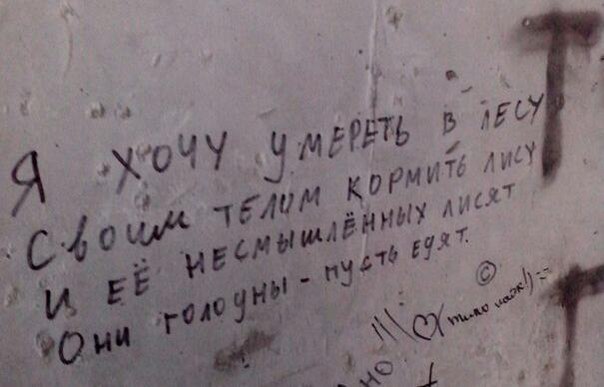 Я ХОЧУ УМЕРЕТЬ В ЛЕСУ
СВОИМ ТЕЛОМ КОРМИТЬ ЛИСУ
И ЕЁ НЕСМЫШЛЁННЫХ ЛИСЯТ
ОНИ ГОЛОДНЫ - ПУСТЬ ЕДЯТ.
©